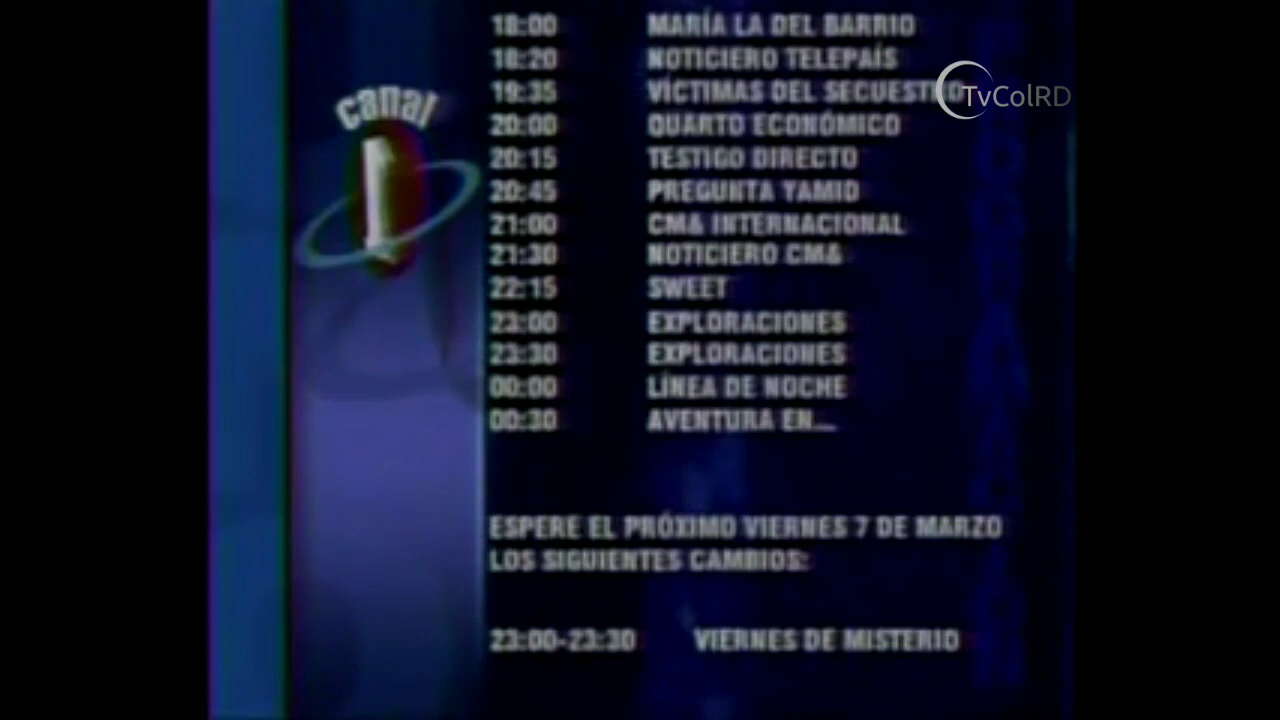 18:00 MARÍA LA DEL BARRIO
18:20 NOTICIERO TELEPAÍS
19:35 VÍCTIMAS DEL SECUESTRO
20:00 QUARTO ECONÓMICO
20:15 TESTIGO DIRECTO
20:45 PREGUNTA YAMID
21:00 CM& INTERNACIONAL
21:30 NOTICIERO CM&
22:15 SWEET
23:00 EXPLORACIONES
23:30 EXPLORACIONES
00:00 LÍNEA DE NOCHE
00:30 AVENTURA EN...
ESPERE EL PRÓXIMO VIERNES 7 DE MARZO
LOS SIGUIENTES CAMBIOS:
23:00-23:30 VIERNES DE MISTERIO
canal
1
TvColRD